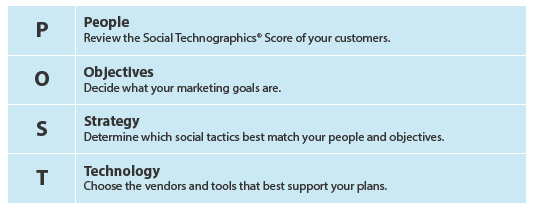 P
People
Review the Social Technographics® Score of your customers.
O
Objectives
Decide what your marketing goals are.
S
Strategy
Determine which social tactics best match your people and objectives.
T
Technology
Choose the vendors and tools that best support your plans.